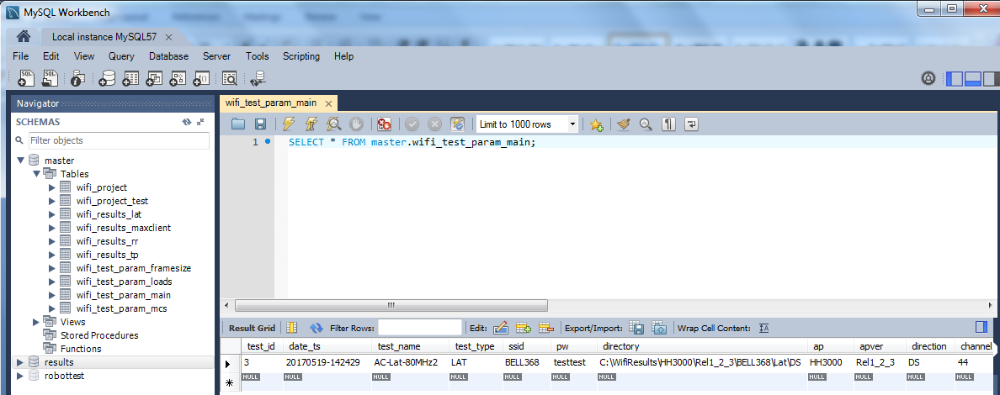 MySQL Workbench
Local instance MySQL57
File Edit View Query Database Server Tools Scripting Help
Navigator
SCHEMAS
Filter objects
master
Tables
wifi_project
wifi_project_test
wifi_results_lat
wifi_results_maxclient
wifi_results_rr
wifi_results_tp
wifi_test_param_framesize
wifi_test_param_loads
wifi_test_param_main
wifi_test_param_mcs
Views
Stored Procedures
Functions
results
robottest
wifi_test_param_main
Limit to 1000 rows
1 SELECT * FROM master.wifi_test_param_main;
Result Grid Filter Rows: Edit: Export/Import: Wrap Cell Content:
test_id date_ts test_name test_type ssid pw directory ap apver direction channel
3 20170519-142429 AC-Lat-80MHz2 LAT BELL368 testtest C:\WifiResults\HH3000\Rel1_2_3\BELL368\Lat\DS HH3000 Rel1_2_3 DS 44
NULL NULL NULL NULL NULL NULL NULL NULL NULL NULL NULL